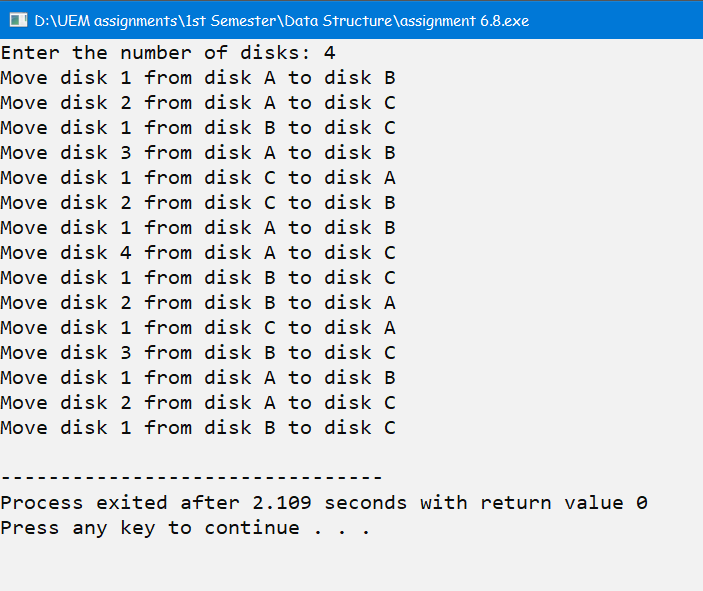 D:\UEM assignments\1st Semester\Data Structure\assignment 6.8.exe
Enter the number of disks: 4
Move disk 1 from disk A to disk B
Move disk 2 from disk A to disk C
Move disk 1 from disk B to disk C
Move disk 3 from disk A to disk B
Move disk 1 from disk C to disk A
Move disk 2 from disk C to disk B
Move disk 1 from disk A to disk B
Move disk 4 from disk A to disk C
Move disk 1 from disk B to disk C
Move disk 2 from disk B to disk A
Move disk 1 from disk C to disk A
Move disk 3 from disk B to disk C
Move disk 1 from disk A to disk B
Move disk 2 from disk A to disk C
Move disk 1 from disk B to disk C
--------------------------------
Process exited after 2.109 seconds with return value 0
Press any key to continue . . .